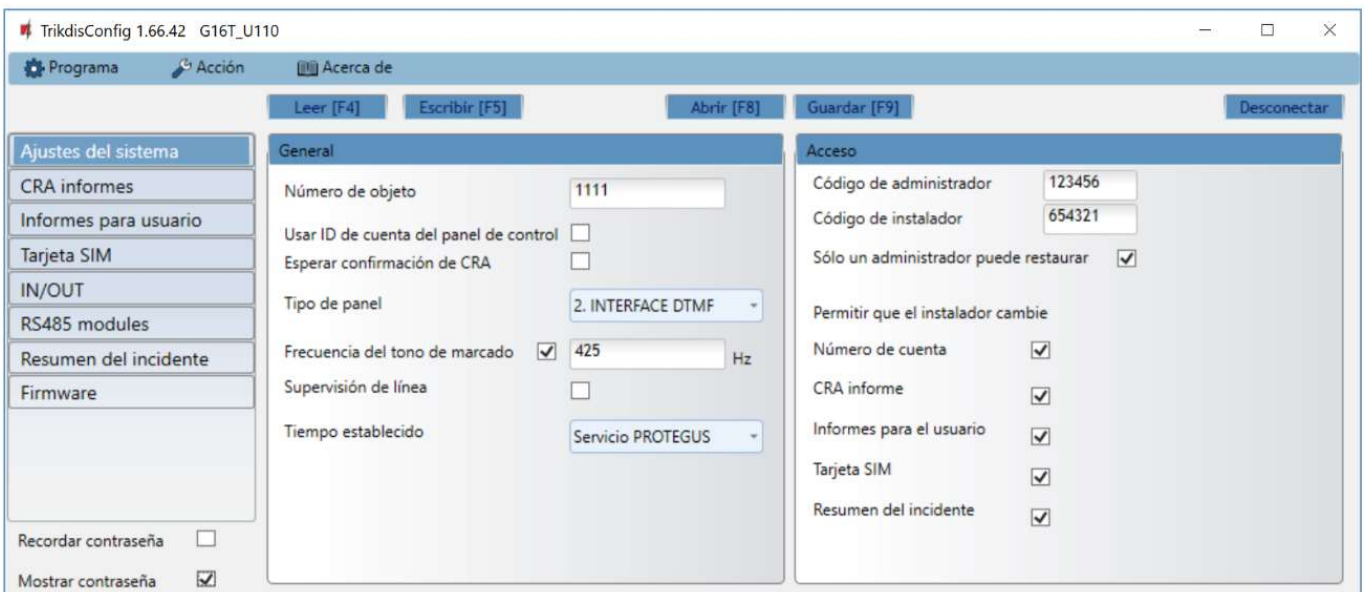 TrikdisConfig 1.66.42 G16T_U110
Programa Acción Acerca de
Leer [F4] Escribir [F5] Abrir [F8] Guardar [F9] Desconectar
Ajustes del sistema
CRA informes
Informes para usuario
Tarjeta SIM
IN/OUT
RS485 modules
Resumen del incidente
Firmware
Recordar contraseña
Mostrar contraseña
General
Número de objeto 1111
Usar ID de cuenta del panel de control
Esperar confirmación de CRA
Tipo de panel 2. INTERFACE DTMF
Frecuencia del tono de marcado 425 Hz
Supervisión de línea
Tiempo establecido Servicio PROTEGUS
Acceso
Código de administrador 123456
Código de instalador 654321
Sólo un administrador puede restaurar
Permitir que el instalador cambie
Número de cuenta
CRA informe
Informes para el usuario
Tarjeta SIM
Resumen del incidente